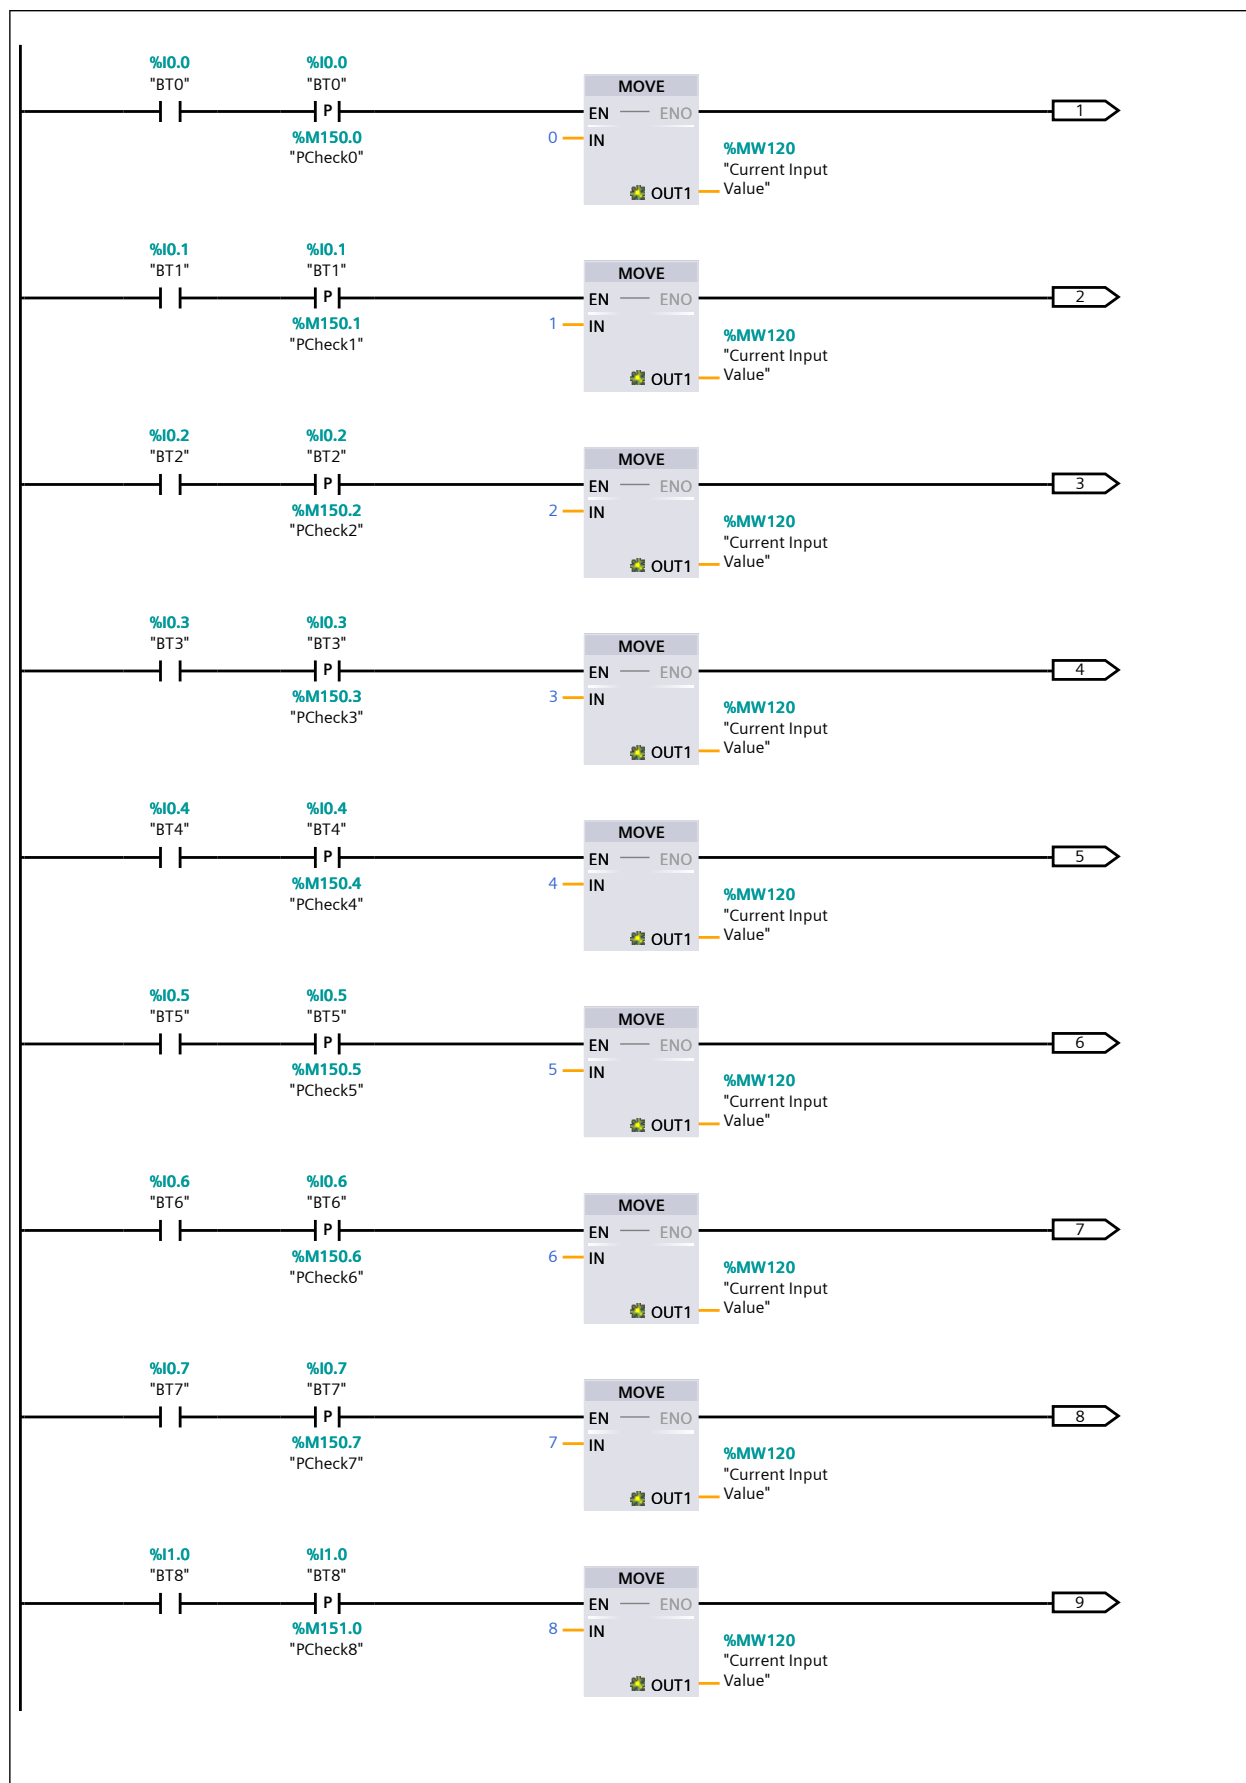 %I0.0 %I0.0
"BT0" "BT0"
MOVE
P
EN ENO
1
%M150.0
0 IN
"PCheck0"
%MW120
"Current Input
Value"
OUT1
%I0.1 %I0.1
"BT1" "BT1"
MOVE
P
EN ENO
2
%M150.1
1 IN
"PCheck1"
%MW120
"Current Input
Value"
OUT1
%I0.2 %I0.2
"BT2" "BT2"
MOVE
P
EN ENO
3
%M150.2
2 IN
"PCheck2"
%MW120
"Current Input
Value"
OUT1
%I0.3 %I0.3
"BT3" "BT3"
MOVE
P
EN ENO
4
%M150.3
3 IN
"PCheck3"
%MW120
"Current Input
Value"
OUT1
%I0.4 %I0.4
"BT4" "BT4"
MOVE
P
EN ENO
5
%M150.4
4 IN
"PCheck4"
%MW120
"Current Input
Value"
OUT1
%I0.5 %I0.5
"BT5" "BT5"
MOVE
P
EN ENO
6
%M150.5
5 IN
"PCheck5"
%MW120
"Current Input
Value"
OUT1
%I0.6 %I0.6
"BT6" "BT6"
MOVE
P
EN ENO
7
%M150.6
6 IN
"PCheck6"
%MW120
"Current Input
Value"
OUT1
%I0.7 %I0.7
"BT7" "BT7"
MOVE
P
EN ENO
8
%M150.7
7 IN
"PCheck7"
%MW120
"Current Input
Value"
OUT1
%I1.0 %I1.0
"BT8" "BT8"
MOVE
P
EN ENO
9
%M151.0
8 IN
"PCheck8"
%MW120
"Current Input
Value"
OUT1